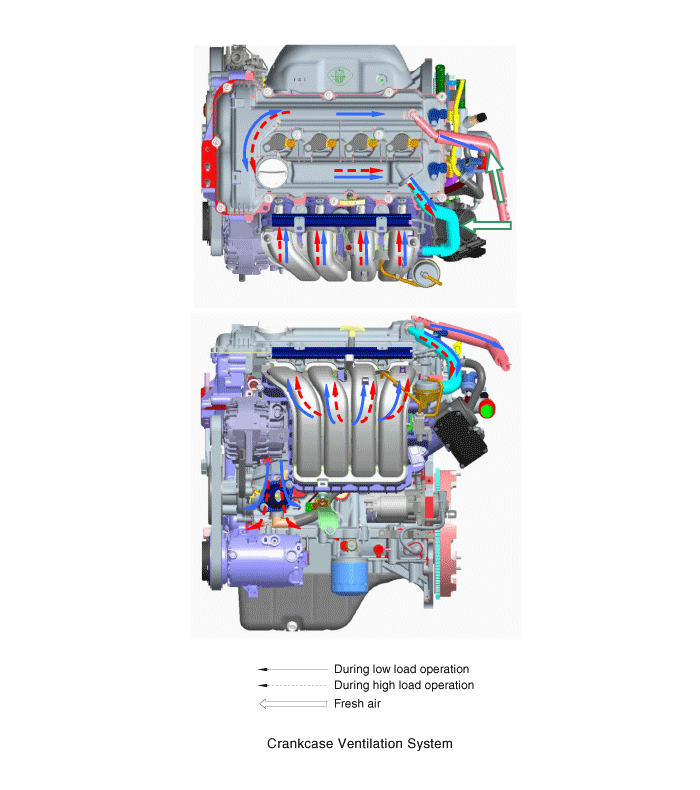 During low load operation
During high load operation
Fresh air
Crankcase Ventilation System